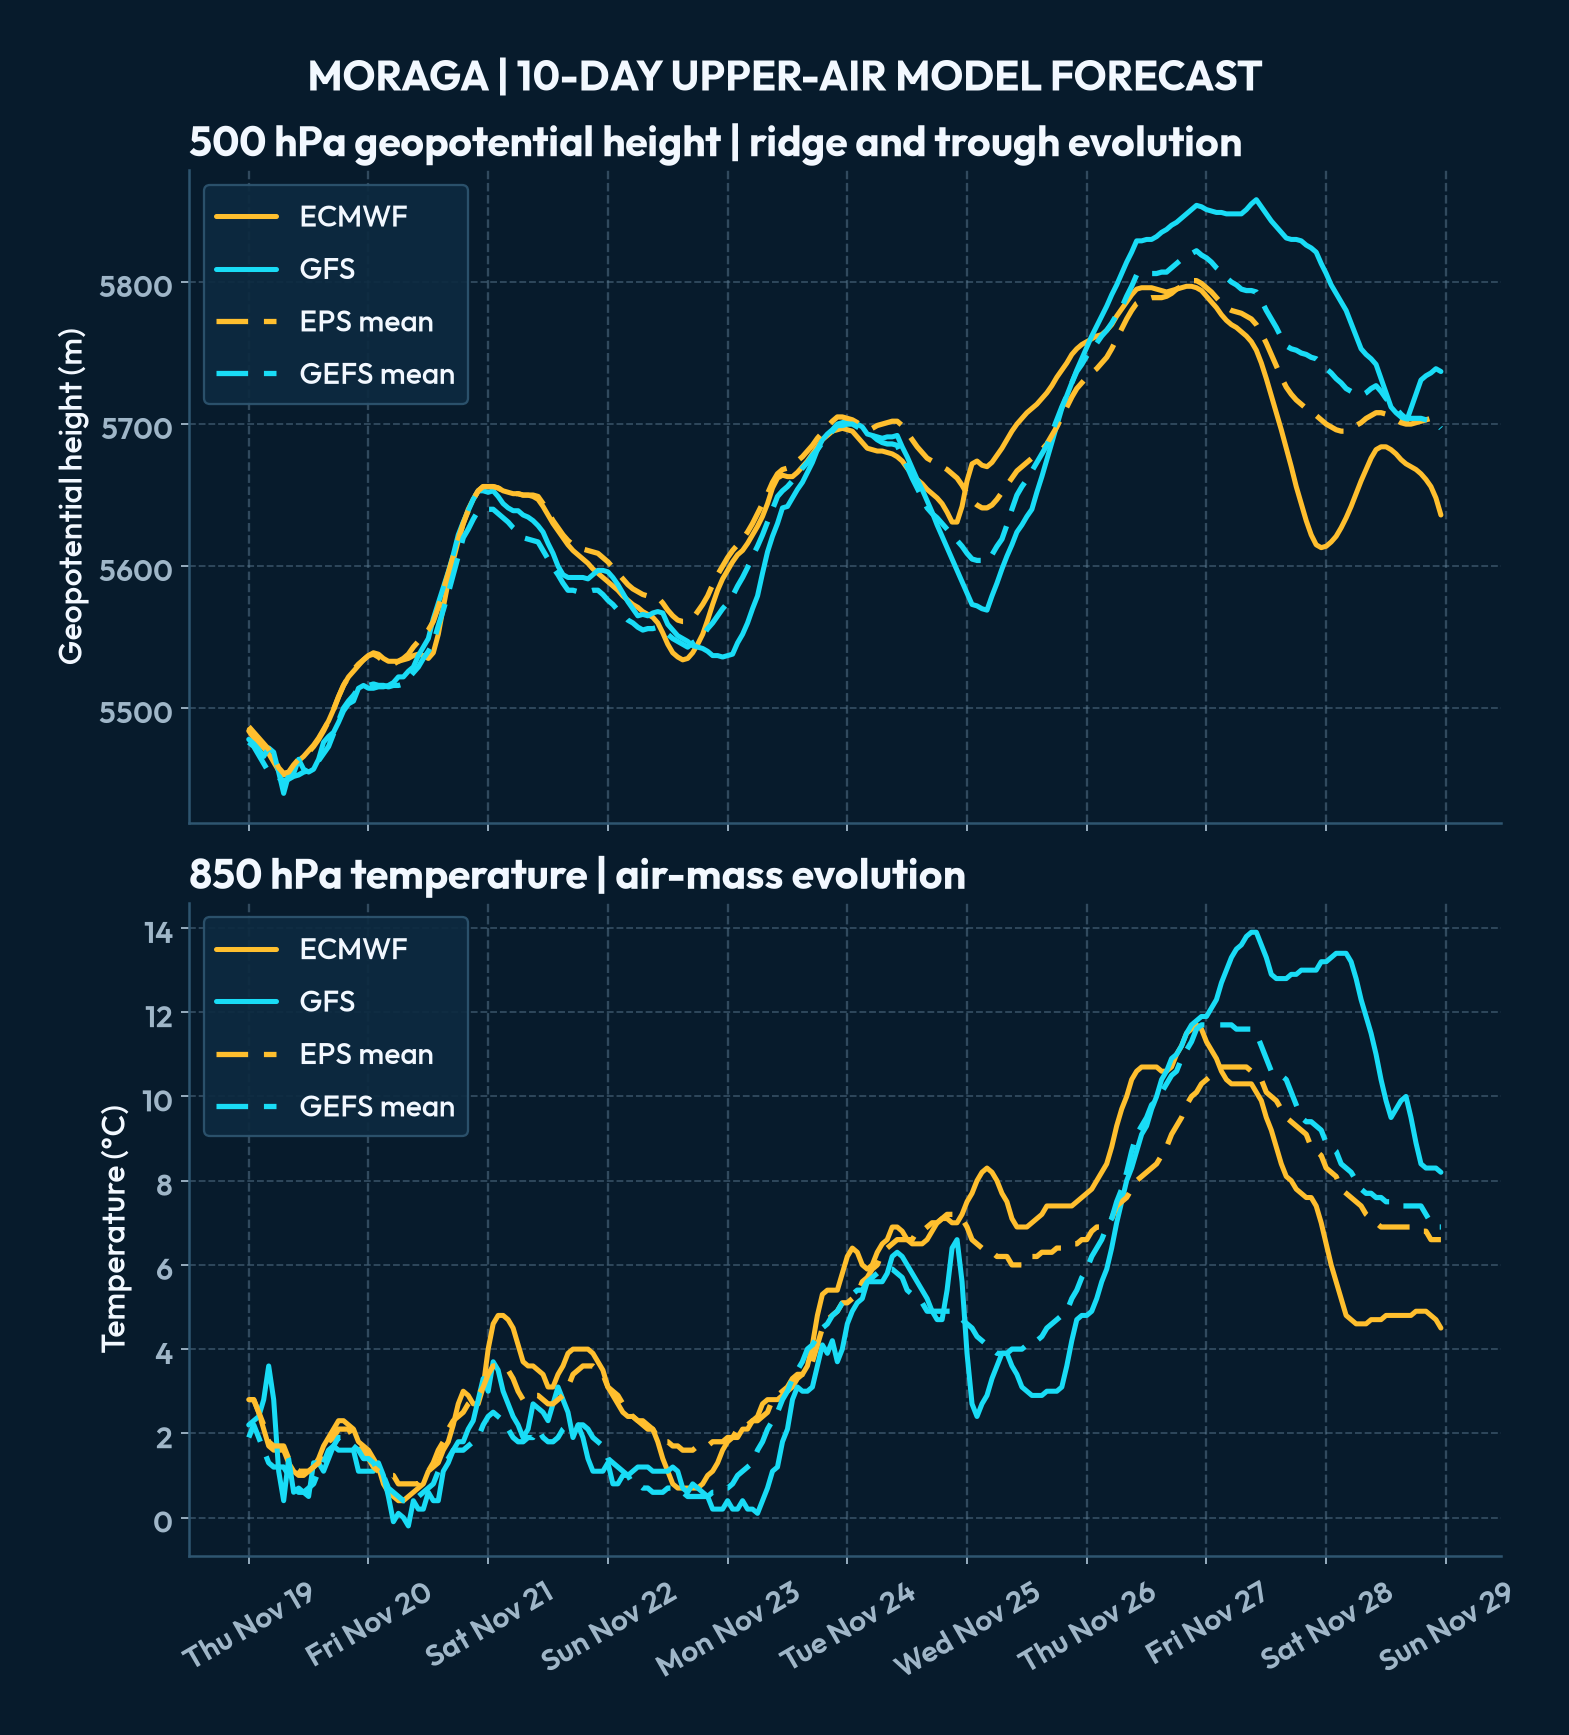 MORAGA | 10-DAY UPPER-AIR MODEL FORECAST
500 hPa geopotential height | ridge and trough evolution
ECMWF
GFS
EPS mean
GEFS mean
Geopotential height (m)
5800
5700
5600
5500
850 hPa temperature | air-mass evolution
ECMWF
GFS
EPS mean
GEFS mean
Temperature (°C)
14
12
10
8
6
4
2
0
Thu Nov 19
Fri Nov 20
Sat Nov 21
Sun Nov 22
Mon Nov 23
Tue Nov 24
Wed Nov 25
Thu Nov 26
Fri Nov 27
Sat Nov 28
Sun Nov 29